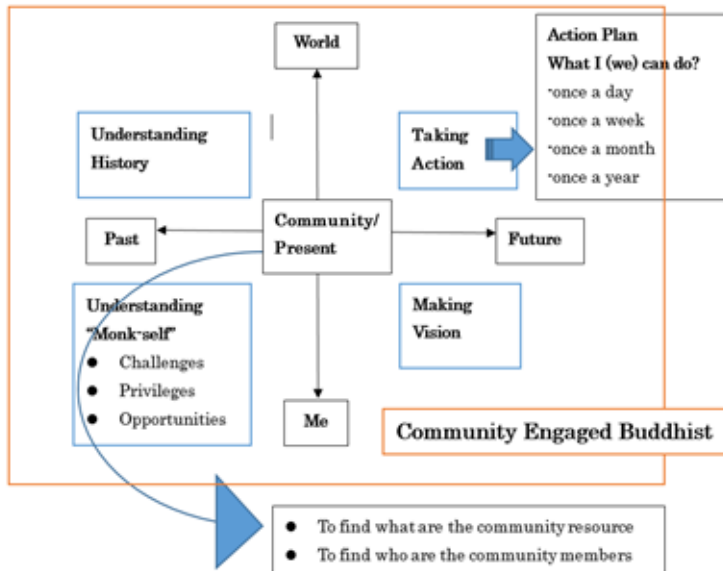 World
Action Plan
What I (we) can do?
·once a day
·once a week
·once a month
·once a year
Understanding
History
Taking
Action
Past
Community/
Present
Future
Understanding
“Monk-self”
● Challenges
● Privileges
● Opportunities
Making
Vision
Me
Community Engaged Buddhist
● To find what are the community resource
● To find who are the community members